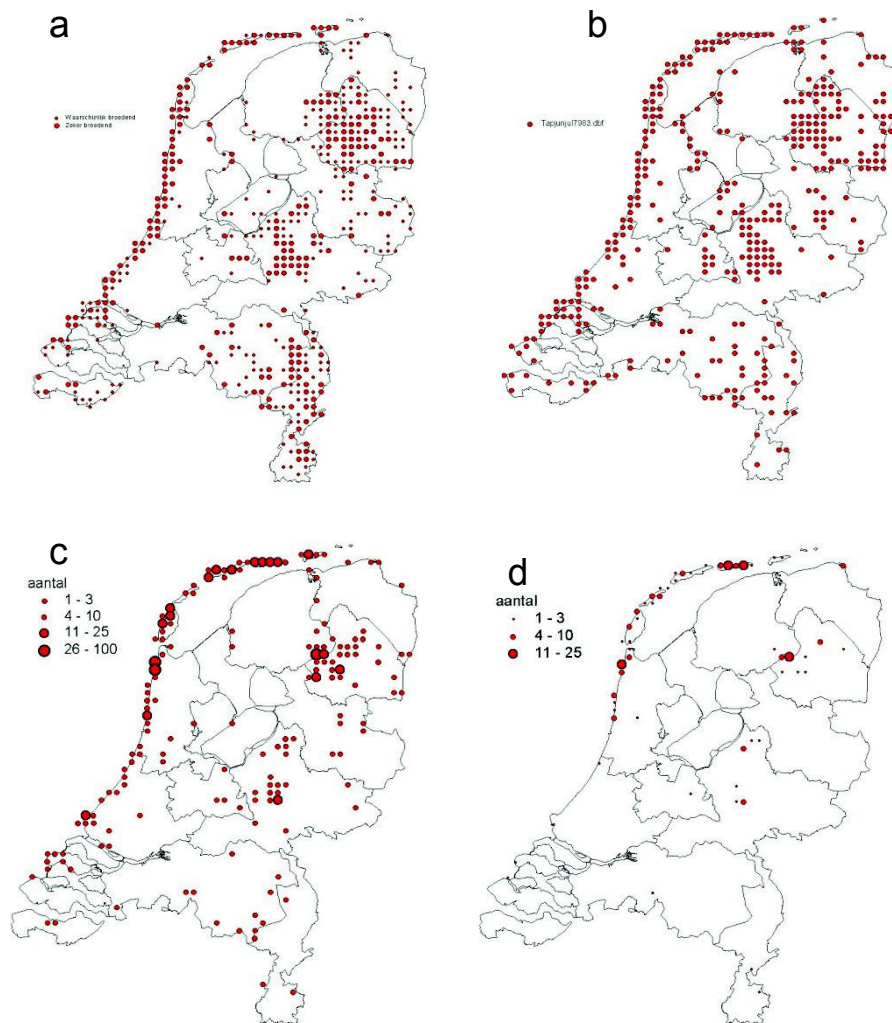 a
b
Waarschijnlijk broedend
Zeker broedend
Tapjunjul7983.dbf
c
d
aantal
1 - 3
4 - 10
11 - 25
26 - 100
aantal
1 - 3
4 - 10
11 - 25